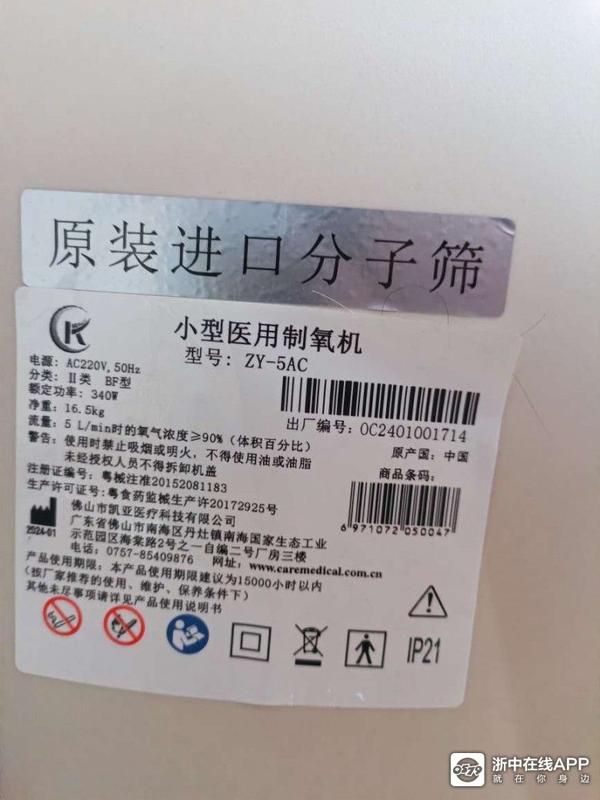 原装进口分子筛
小型医用制氧机
型号: ZY-5AC
电源: AC220V,50Hz
分类: Ⅱ类 BF型
额定功率: 340W
净重: 16.5kg
流量: 5 L/min时的氧气浓度≥90% (体积百分比)
警告: 使用时禁止吸烟或明火，不得使用油或油脂
未经授权人员不得拆卸机盖
出厂编号: OC2401001714
原产国: 中国
商品条码:
6 971072 050047
注册证编号: 粤械注准20152081183
生产许可证号: 粤食药监械生产许20172925号
佛山市凯亚医疗科技有限公司
广东省佛山市南海区丹灶镇南海国家生态工业
示范园区海棠路2号之一自编二号厂房三楼
电话: 0757-85409876 网址: www.caremedical.com.cn
2024-01
产品使用期限: 本产品使用期限建议为15000小时以内
(按厂家推荐的使用、维护、保养条件下)
其他未尽事项请详见产品使用说明书
IP21
浙中在线APP
就在你身边